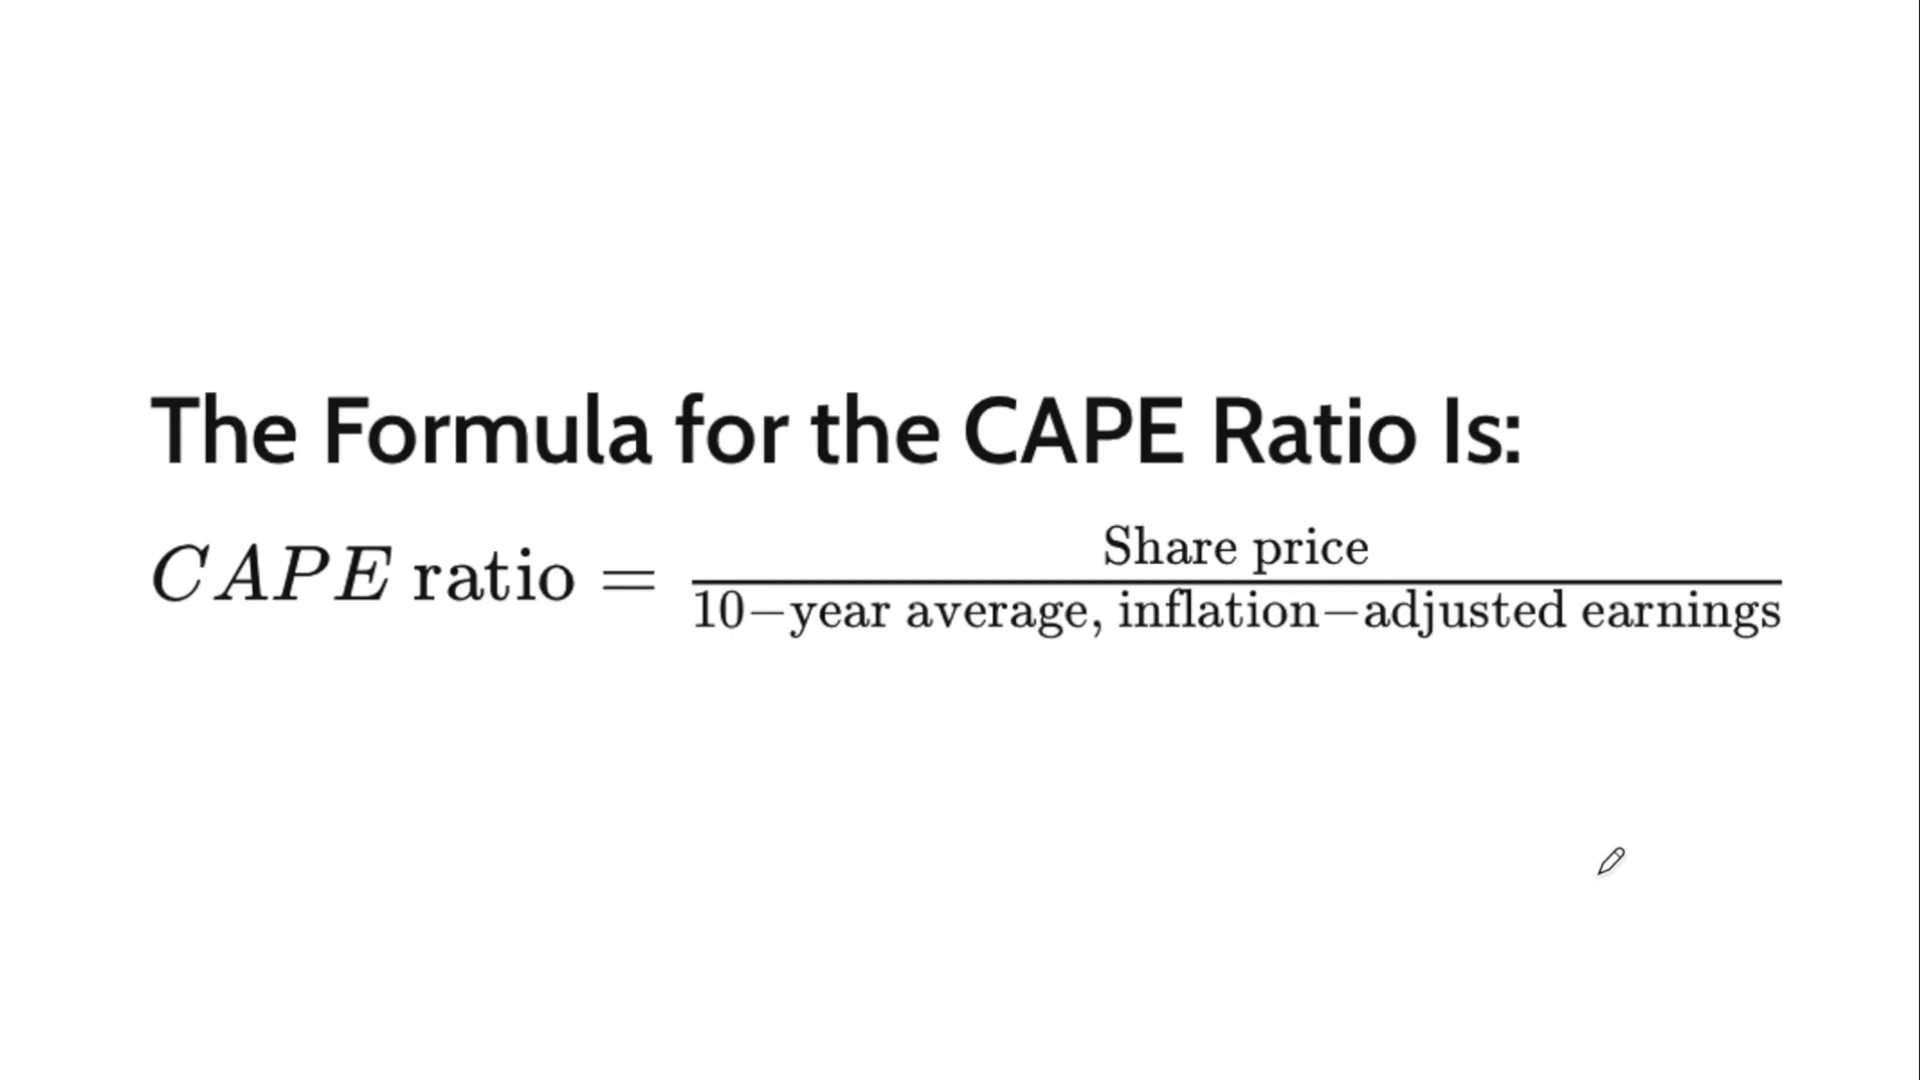 The Formula for the CAPE Ratio Is:
CAPE ratio = Share price
10−year average, inflation−adjusted earnings